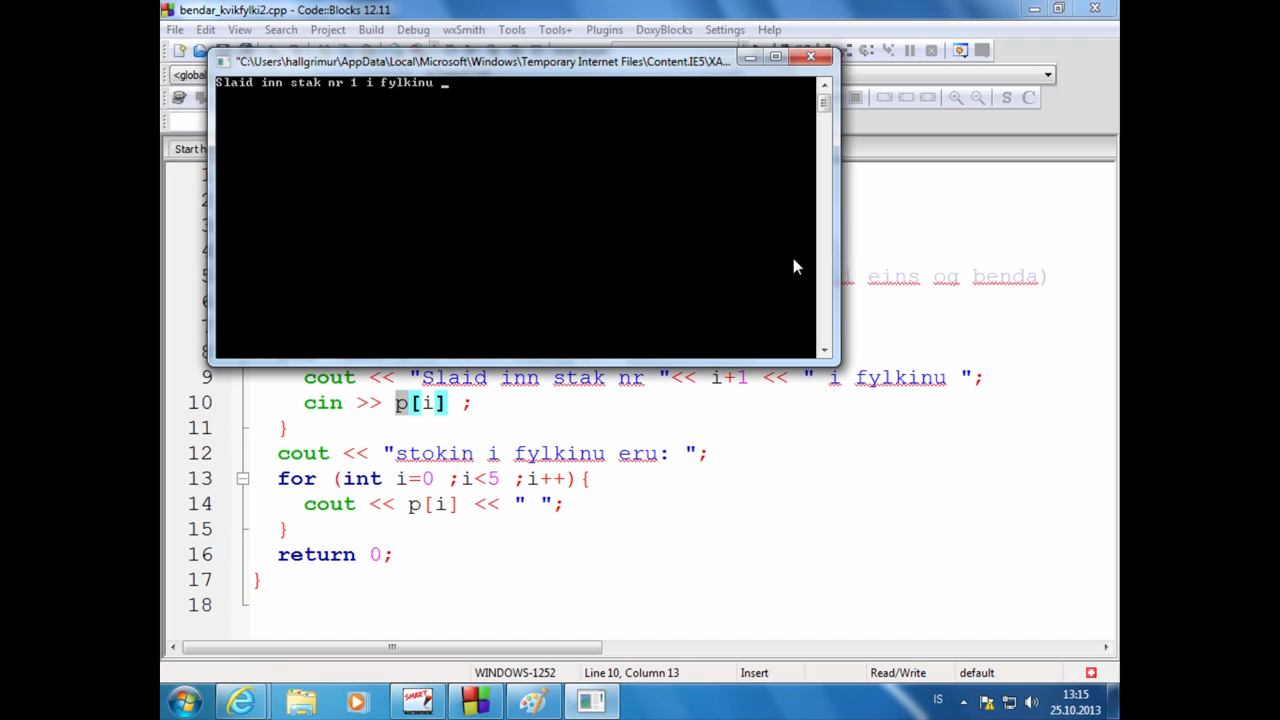 bendar_kvikfylki2.cpp - Code::Blocks 12.11
File Edit View Search Project Build Debug wxSmith Tools Tools+ Plugins DoxyBlocks Settings Help
"C:\Users\hallgrimur\AppData\Local\Microsoft\Windows\Temporary Internet Files\Content.IE5\XA...
<global
S C
Slaid inn stak nr 1 i fylkinu _
Start h
i eins og benda)
9 cout << "Slaid inn stak nr "<< i+1 << " i fylkinu ";
10 cin >> p[i] ;
11 }
12 cout << "stokin i fylkinu eru: ";
13 for (int i=0 ;i<5 ;i++){
14 cout << p[i] << " ";
15 }
16 return 0;
17 }
18
WINDOWS-1252 Line 10, Column 13 Insert Read/Write default
SMART
IS
13:15
25.10.2013